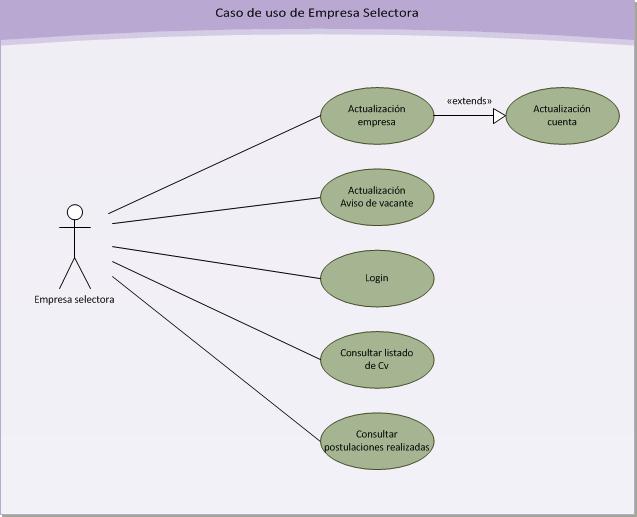 Caso de uso de Empresa Selectora
Actualización
empresa
«extends»
Actualización
cuenta
Actualización
Aviso de vacante
Login
Empresa selectora
Consultar listado
de Cv
Consultar
postulaciones realizadas